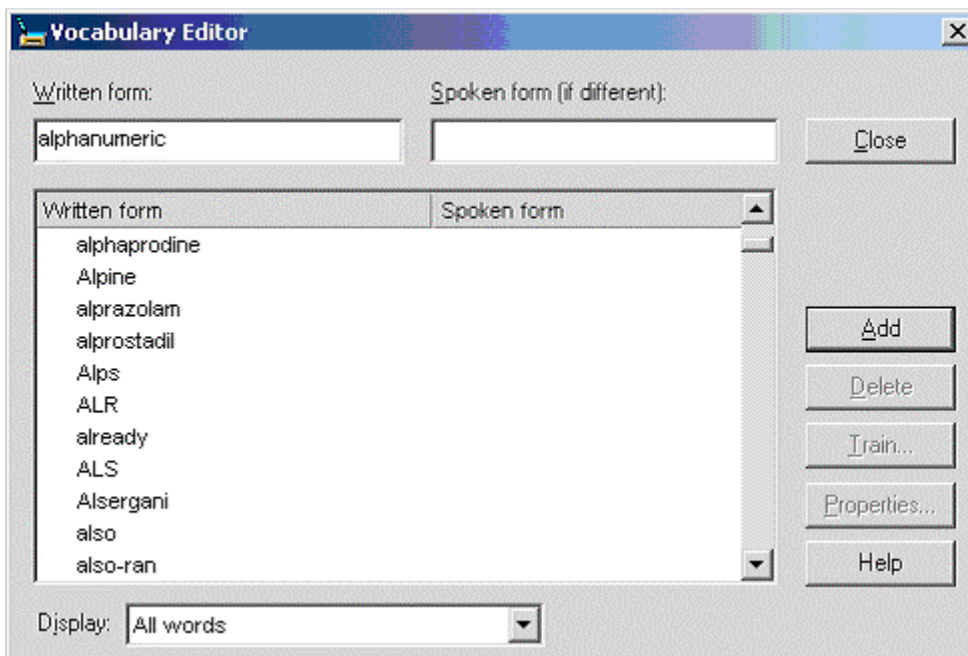 Vocabulary Editor
Written form: Spoken form (if different):
alphanumeric Close
Written form Spoken form
alphaprodine
Alpine
alprazolam
alprostadil
Alps
ALR
already
ALS
Alsergani
also
also-ran
Add
Delete
Train...
Properties...
Help
Display: All words